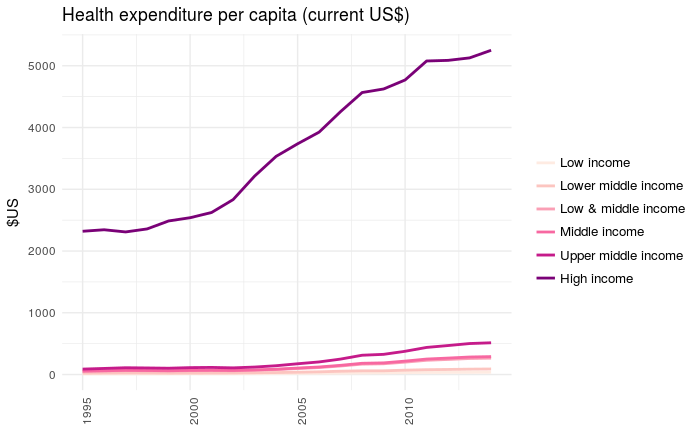 Health expenditure per capita (current US$)
$US
5000
4000
3000
2000
1000
0
1995
2000
2005
2010
Low income
Lower middle income
Low & middle income
Middle income
Upper middle income
High income